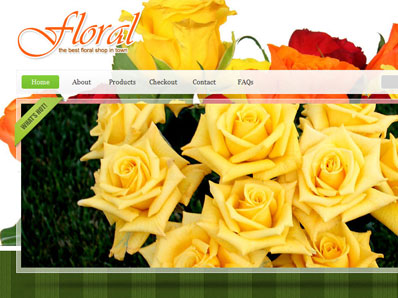 Floral
the best floral shop in town
Home About Products Checkout Contact FAQs
WHAT'S HOT!